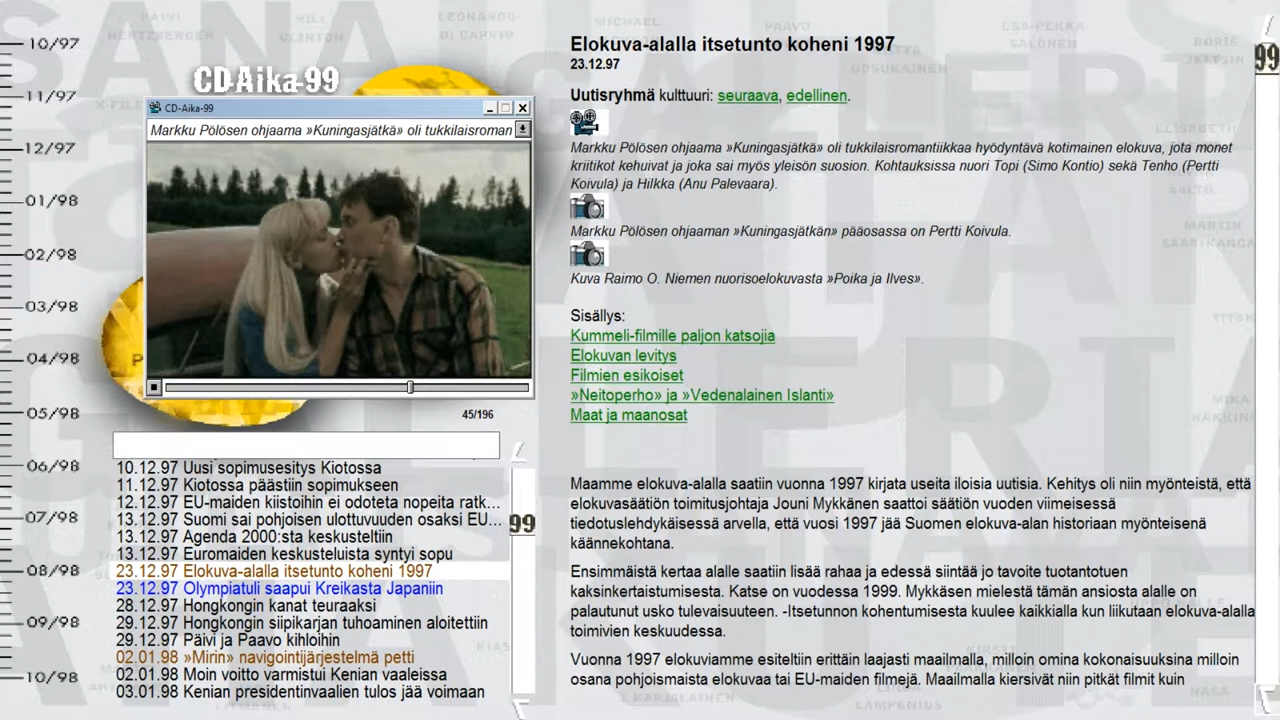 10/97
11/97
12/97
01/98
02/98
03/98
04/98
05/98
06/98
07/98
08/98
09/98
10/98
CD-Aika-99
CD-Aika-99
Markku Pölösen ohjaama »Kuningasjätkä» oli tukkilaisroman
45/196
10.12.97 Uusi sopimusesitys Kiotossa
11.12.97 Kiotossa päästiin sopimukseen
12.12.97 EU-maiden kiistoihin ei odoteta nopeita ratk...
13.12.97 Suomi sai pohjoisen ulottuvuuden osaksi EU...
13.12.97 Agenda 2000:sta keskusteltiin
13.12.97 Euromaiden keskusteluista syntyi sopu
23.12.97 Elokuva-alalla itsetunto koheni 1997
23.12.97 Olympiatuli saapui Kreikasta Japaniin
28.12.97 Hongkongin kanat teuraaksi
29.12.97 Hongkongin siipikarjan tuhoaminen aloitettiin
29.12.97 Päivi ja Paavo kihloihin
02.01.98 »Mirin» navigointijärjestelmä petti
02.01.98 Moin voitto varmistui Kenian vaaleissa
03.01.98 Kenian presidentinvaalien tulos jää voimaan
99
Elokuva-alalla itsetunto koheni 1997
23.12.97
Uutisryhmä kulttuuri: seuraava, edellinen.
Markku Pölösen ohjaama »Kuningasjätkä» oli tukkilaisromantiikkaa hyödyntävä kotimainen elokuva, jota monet
kriitikot kehuivat ja joka sai myös yleisön suosion. Kohtauksissa nuori Topi (Simo Kontio) sekä Tenho (Pertti
Koivula) ja Hilkka (Anu Palevaara).
Markku Pölösen ohjaaman »Kuningasjätkän» pääosassa on Pertti Koivula.
Kuva Raimo O. Niemen nuorisoelokuvasta »Poika ja Ilves».
Sisällys:
Kummeli-filmille paljon katsojia
Elokuvan levitys
Filmien esikoiset
»Neitoperho» ja »Vedenalainen Islanti»
Maat ja maanosat
Maamme elokuva-alalla saatiin vuonna 1997 kirjata useita iloisia uutisia. Kehitys oli niin myönteistä, että
elokuvasäätiön toimitusjohtaja Jouni Mykkänen saattoi säätiön vuoden viimeisessä
tiedotuslehdykäisessä arvella, että vuosi 1997 jää Suomen elokuva-alan historiaan myönteisenä
käännekohtana.
Ensimmäistä kertaa alalle saatiin lisää rahaa ja edessä siintää jo tavoite tuotantotuen
kaksinkertaistumisesta. Katse on vuodessa 1999. Mykkäsen mielestä tämän ansiosta alalle on
palautunut usko tulevaisuuteen. -Itsetunnon kohentumisesta kuulee kaikkialla kun liikutaan elokuva-alalla
toimivien keskuudessa.
Vuonna 1997 elokuviamme esiteltiin erittäin laajasti maailmalla, milloin omina kokonaisuuksina milloin
osana pohjoismaista elokuvaa tai EU-maiden filmejä. Maailmalla kiersivät niin pitkät filmit kuin
99